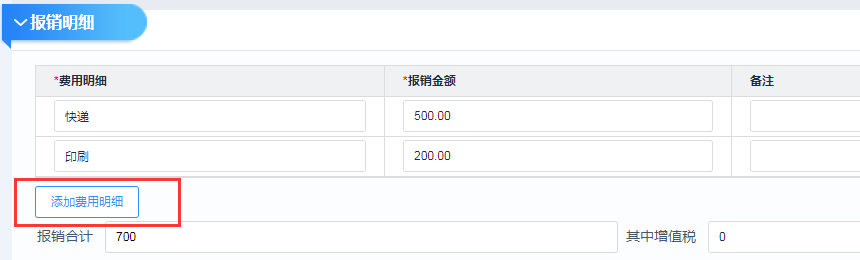 报销明细
*费用明细 *报销金额 备注
快递 500.00
印刷 200.00
添加费用明细
报销合计 700 其中增值税 0